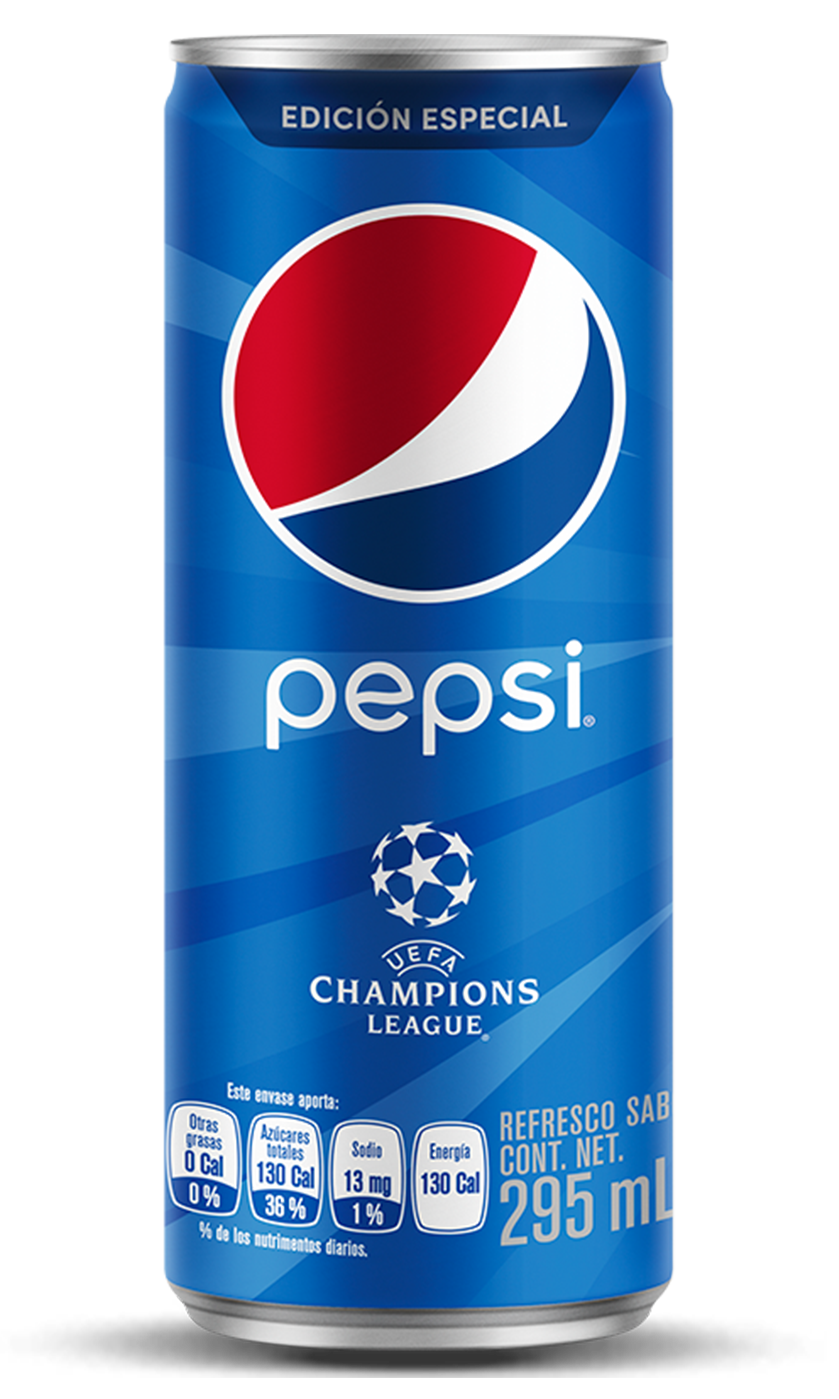 EDICIÓN ESPECIAL
pepsi®
UEFA
CHAMPIONS
LEAGUE
Este envase aporta:
Otras
grasas
0 Cal
0 %
Azúcares
totales
130 Cal
36 %
Sodio
13 mg
1 %
Energía
130 Cal
% de los nutrimentos diarios.
REFRESCO SAB
CONT. NET.
295 mL